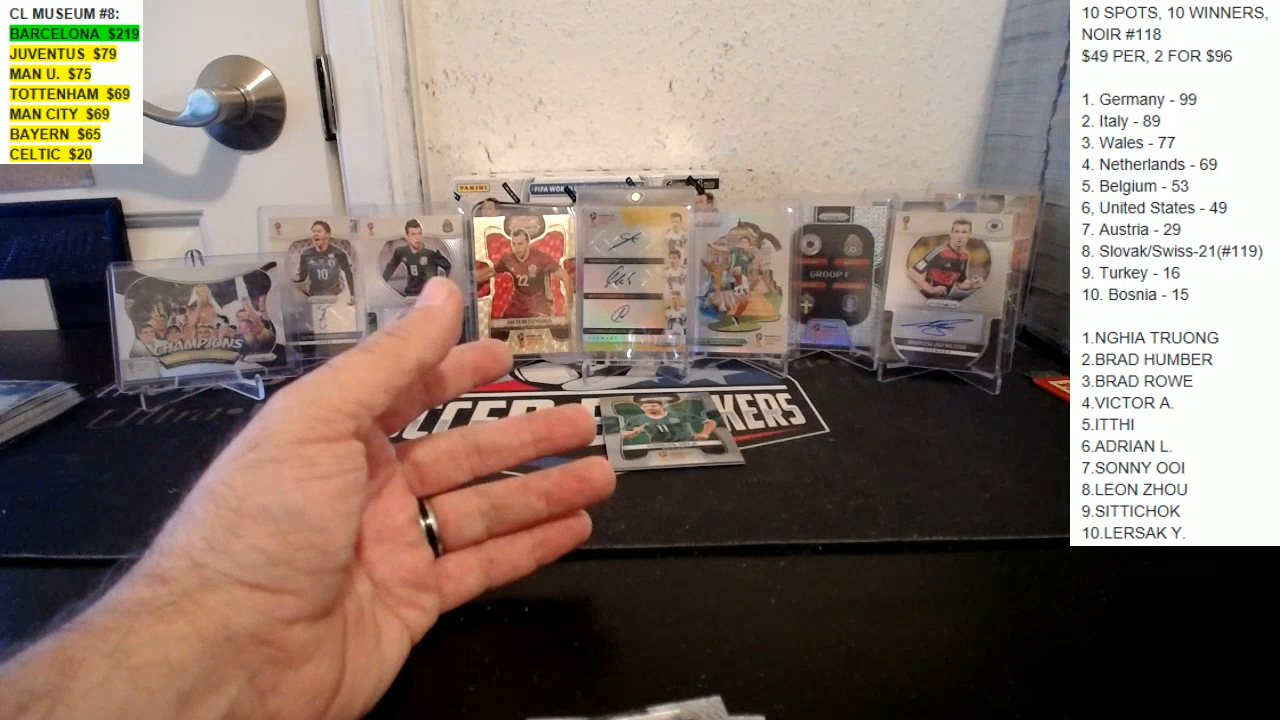 CL MUSEUM #8:
BARCELONA $219
JUVENTUS $79
MAN U. $75
TOTTENHAM $69
MAN CITY $69
BAYERN $65
CELTIC $20
10 SPOTS, 10 WINNERS,
NOIR #118
$49 PER, 2 FOR $96
1. Germany - 99
2. Italy - 89
3. Wales - 77
4. Netherlands - 69
5. Belgium - 53
6, United States - 49
7. Austria - 29
8. Slovak/Swiss-21(#119)
9. Turkey - 16
10. Bosnia - 15
1.NGHIA TRUONG
2.BRAD HUMBER
3.BRAD ROWE
4.VICTOR A.
5.ITTHI
6.ADRIAN L.
7.SONNY OOI
8.LEON ZHOU
9.SITTICHOK
10.LERSAK Y.
PANINI
10
8
22
GROUP F
CHAMPIONS
11